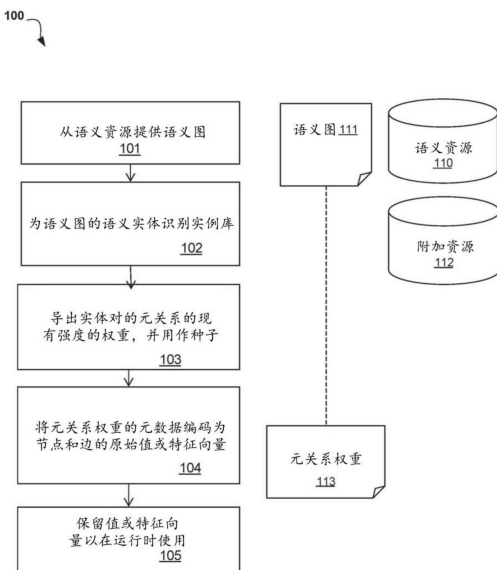 100
从语义资源提供语义图
101
为语义图的语义实体识别实例库
102
导出实体对的元关系的现
有强度的权重，并用作种子
103
将元关系权重的元数据编码为
节点和边的原始值或特征向量
104
保留值或特征向
量以在运行时使用
105
语义图 111
语义资源
110
附加资源
112
元关系权重
113